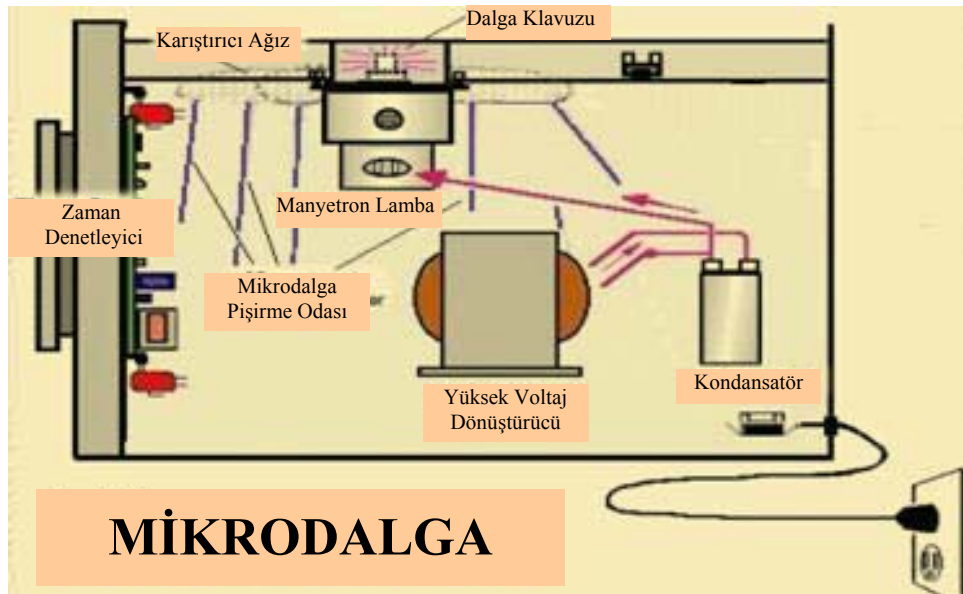 Dalga Klavuzu
Karıştırıcı Ağız
Manyetron Lamba
Zaman
Denetleyici
Mikrodalga
Pişirme Odası
Yüksek Voltaj
Dönüştürücü
Kondansatör
MİKRODALGA